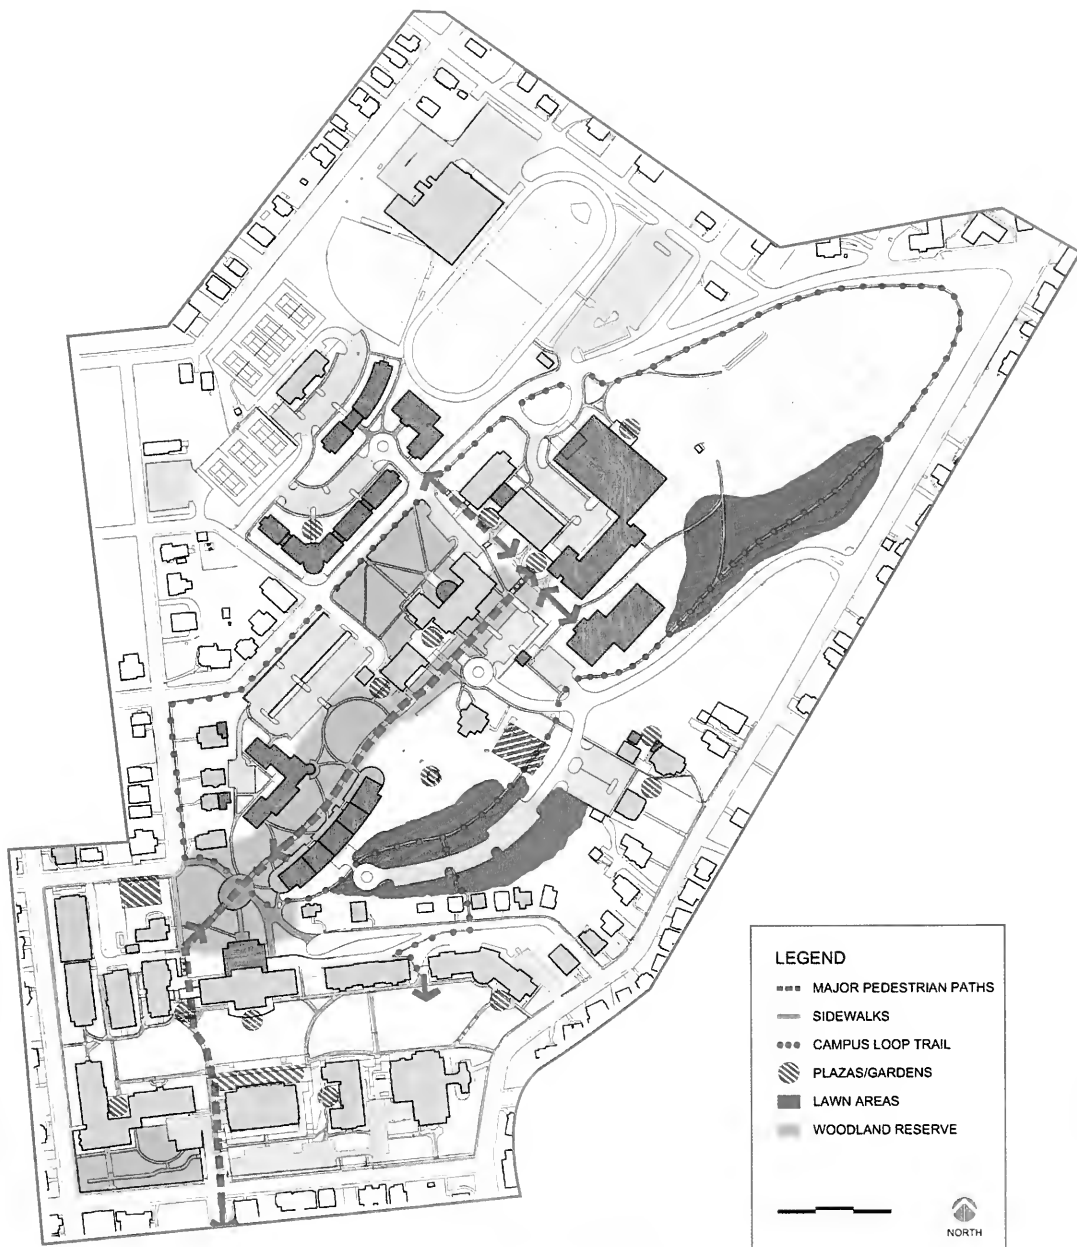 LEGEND
MAJOR PEDESTRIAN PATHS
SIDEWALKS
CAMPUS LOOP TRAIL
PLAZAS/GARDENS
LAWN AREAS
WOODLAND RESERVE
NORTH